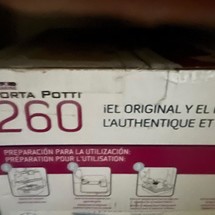 ORTA POTTI
260
¡EL ORIGINAL Y EL
L'AUTHENTIQUE ET
PREPARACIÓN PARA LA UTILIZACIÓN:
PRÉPARATION POUR L'UTILISATION: